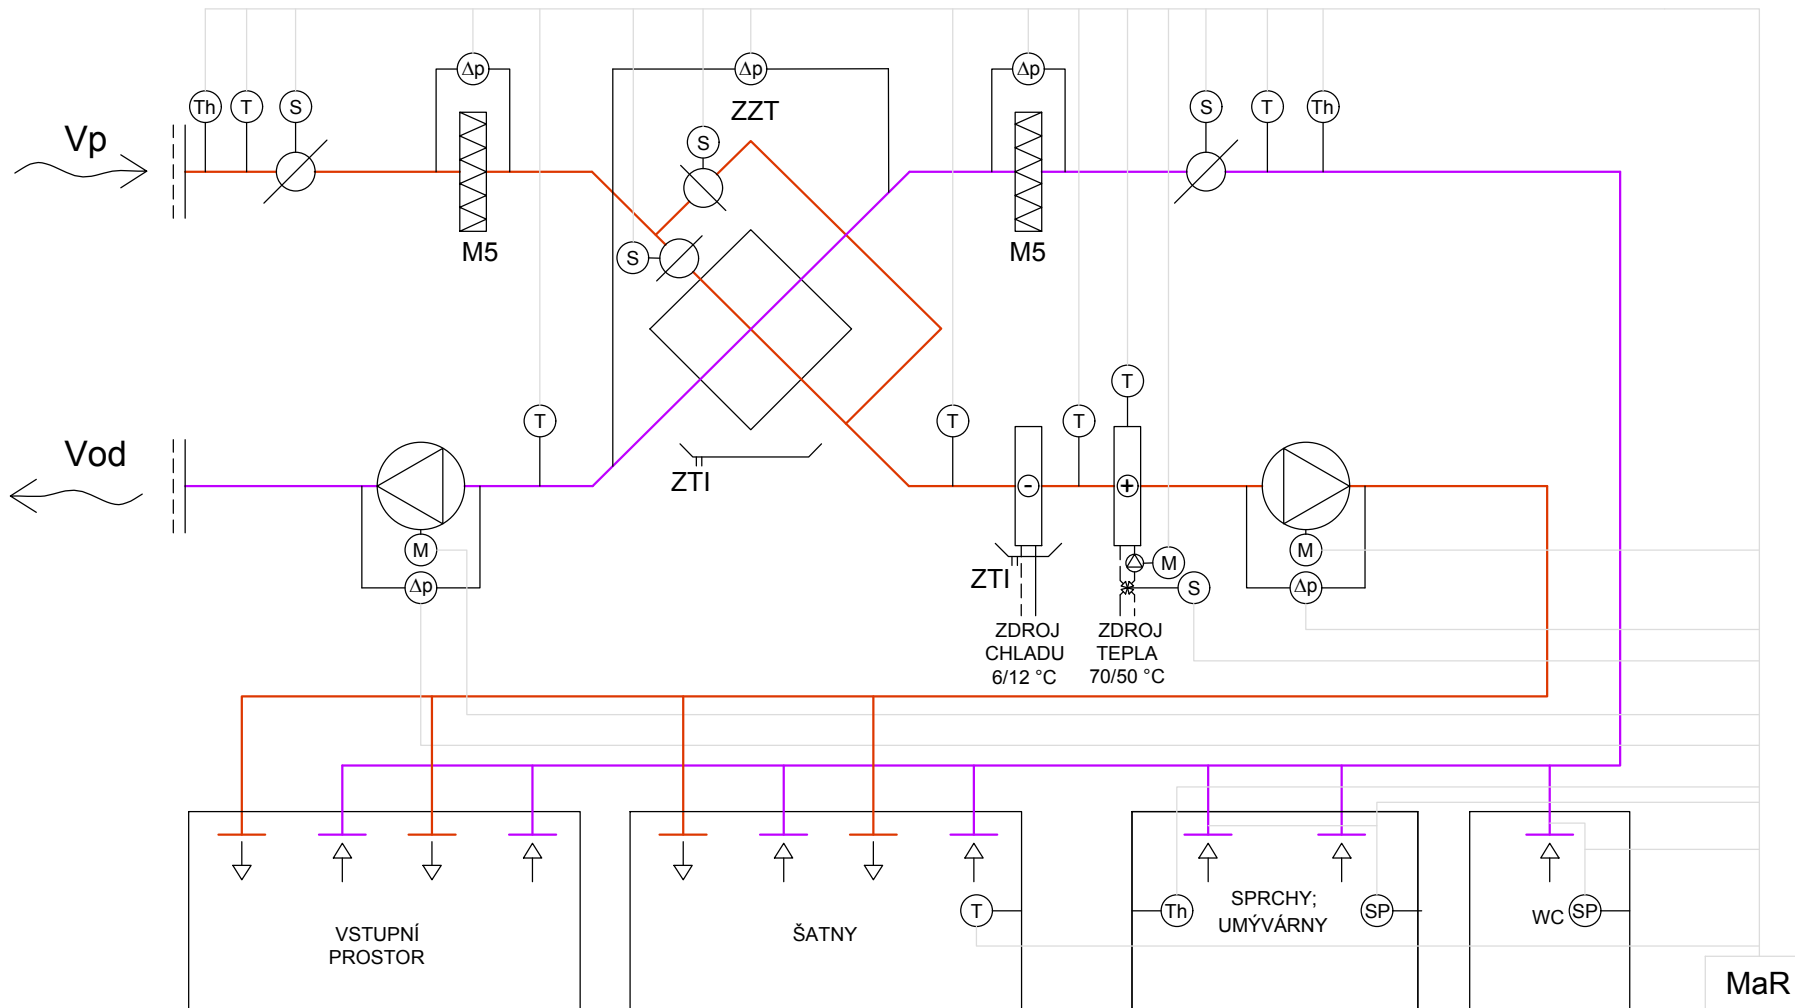 Δp
Δp
Δp
ZZT
Th
T
S
S
T
Th
Vp
S
M5
S
M5
T
T
T
T
Vod
ZTI
-
+
M
M
M
ZTI
Δp
S
Δp
ZDROJ
CHLADU
6/12 °C
ZDROJ
TEPLA
70/50 °C
VSTUPNÍ
PROSTOR
ŠATNY
T
Th
SPRCHY;
UMÝVÁRNY
SP
WC
SP
MaR